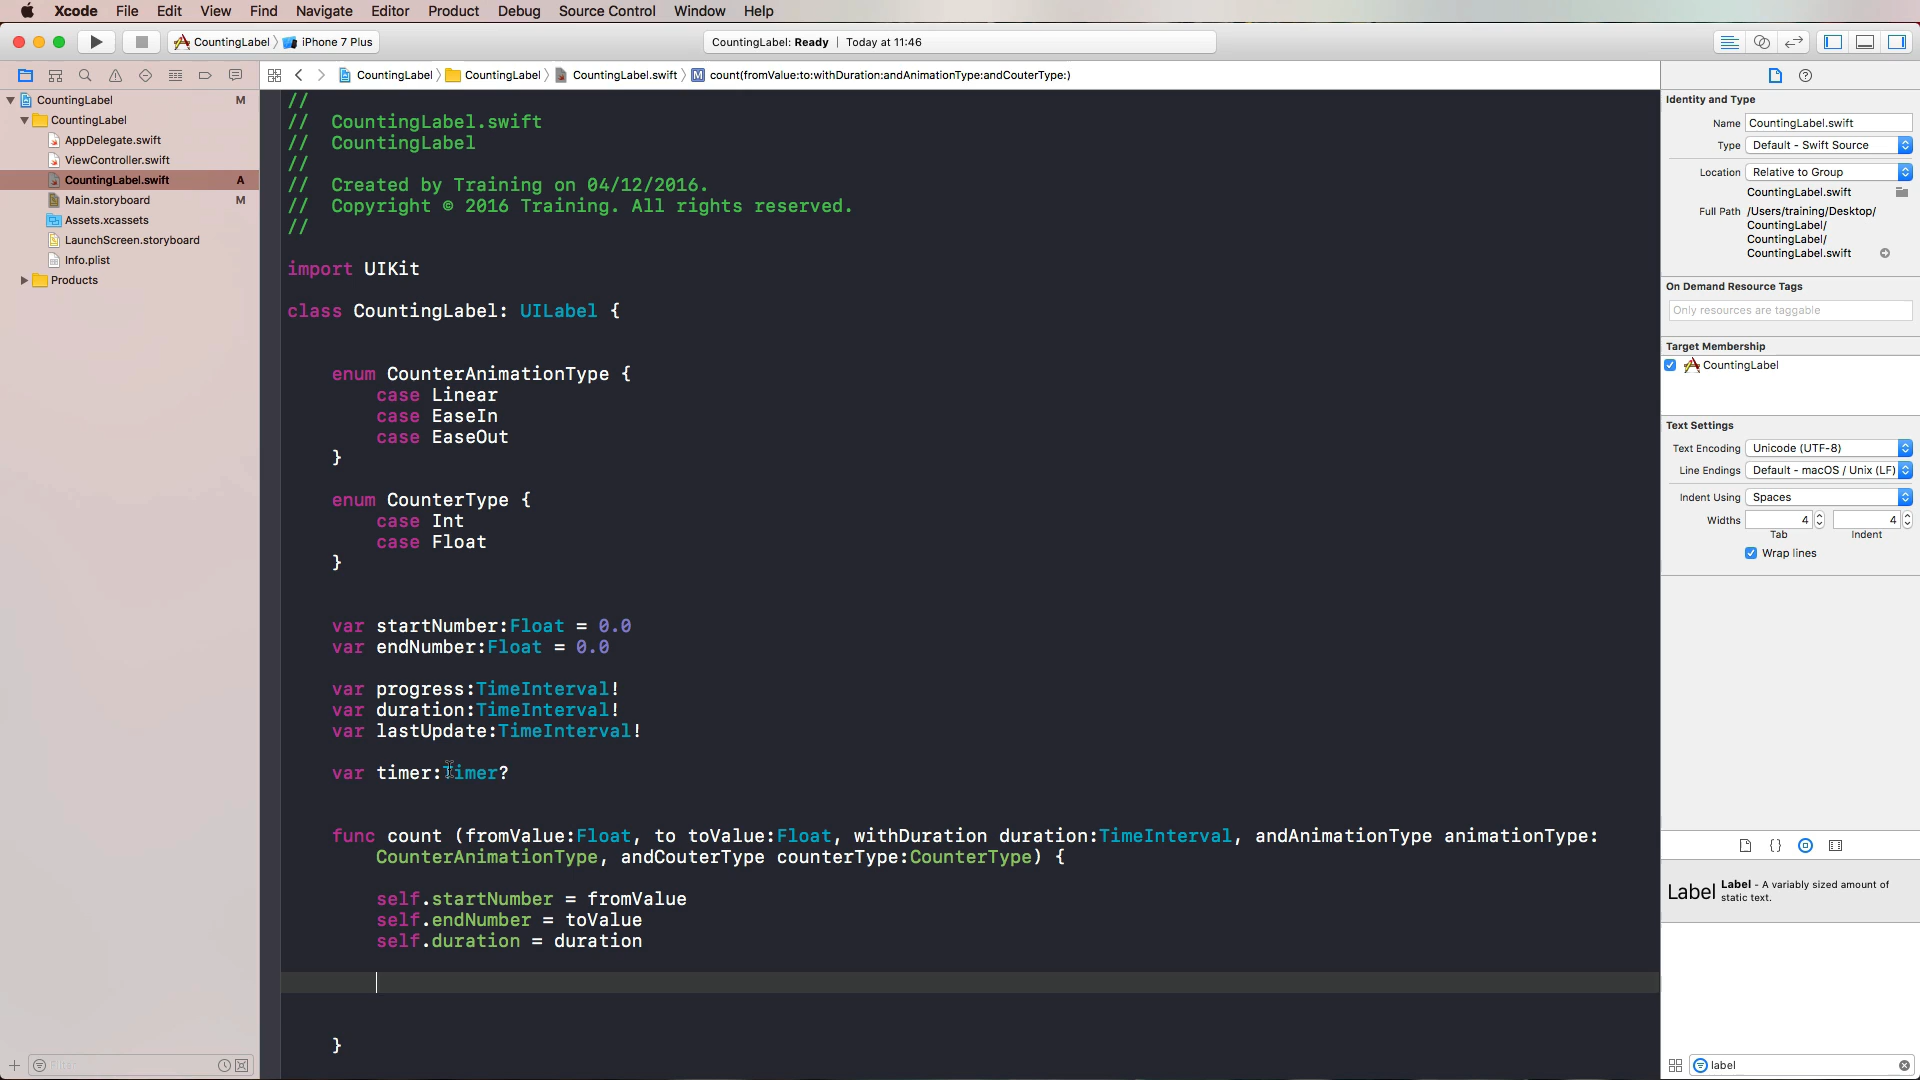 Xcode File Edit View Find Navigate Editor Product Debug Source Control Window Help
CountingLabel iPhone 7 Plus
CountingLabel: Ready | Today at 11:46
CountingLabel CountingLabel CountingLabel.swift M count(fromValue:to:withDuration:andAnimationType:andCouterType:)
CountingLabel M
CountingLabel
AppDelegate.swift
ViewController.swift
CountingLabel.swift A
Main.storyboard M
Assets.xcassets
LaunchScreen.storyboard
Info.plist
Products
Filter
//
// CountingLabel.swift
// CountingLabel
//
// Created by Training on 04/12/2016.
// Copyright © 2016 Training. All rights reserved.
//
import UIKit
class CountingLabel: UILabel {
enum CounterAnimationType {
case Linear
case EaseIn
case EaseOut
}
enum CounterType {
case Int
case Float
}
var startNumber:Float = 0.0
var endNumber:Float = 0.0
var progress:TimeInterval!
var duration:TimeInterval!
var lastUpdate:TimeInterval!
var timer:Timer?
func count (fromValue:Float, to toValue:Float, withDuration duration:TimeInterval, andAnimationType animationType:
CounterAnimationType, andCouterType counterType:CounterType) {
self.startNumber = fromValue
self.endNumber = toValue
self.duration = duration
}
Identity and Type
Name CountingLabel.swift
Type Default - Swift Source
Location Relative to Group
CountingLabel.swift
Full Path /Users/training/Desktop/
CountingLabel/
CountingLabel/
CountingLabel.swift
On Demand Resource Tags
Only resources are taggable
Target Membership
CountingLabel
Text Settings
Text Encoding Unicode (UTF-8)
Line Endings Default - macOS / Unix (LF)
Indent Using Spaces
Widths 4 4
Tab Indent
Wrap lines
{}
Label Label - A variably sized amount of
static text.
label